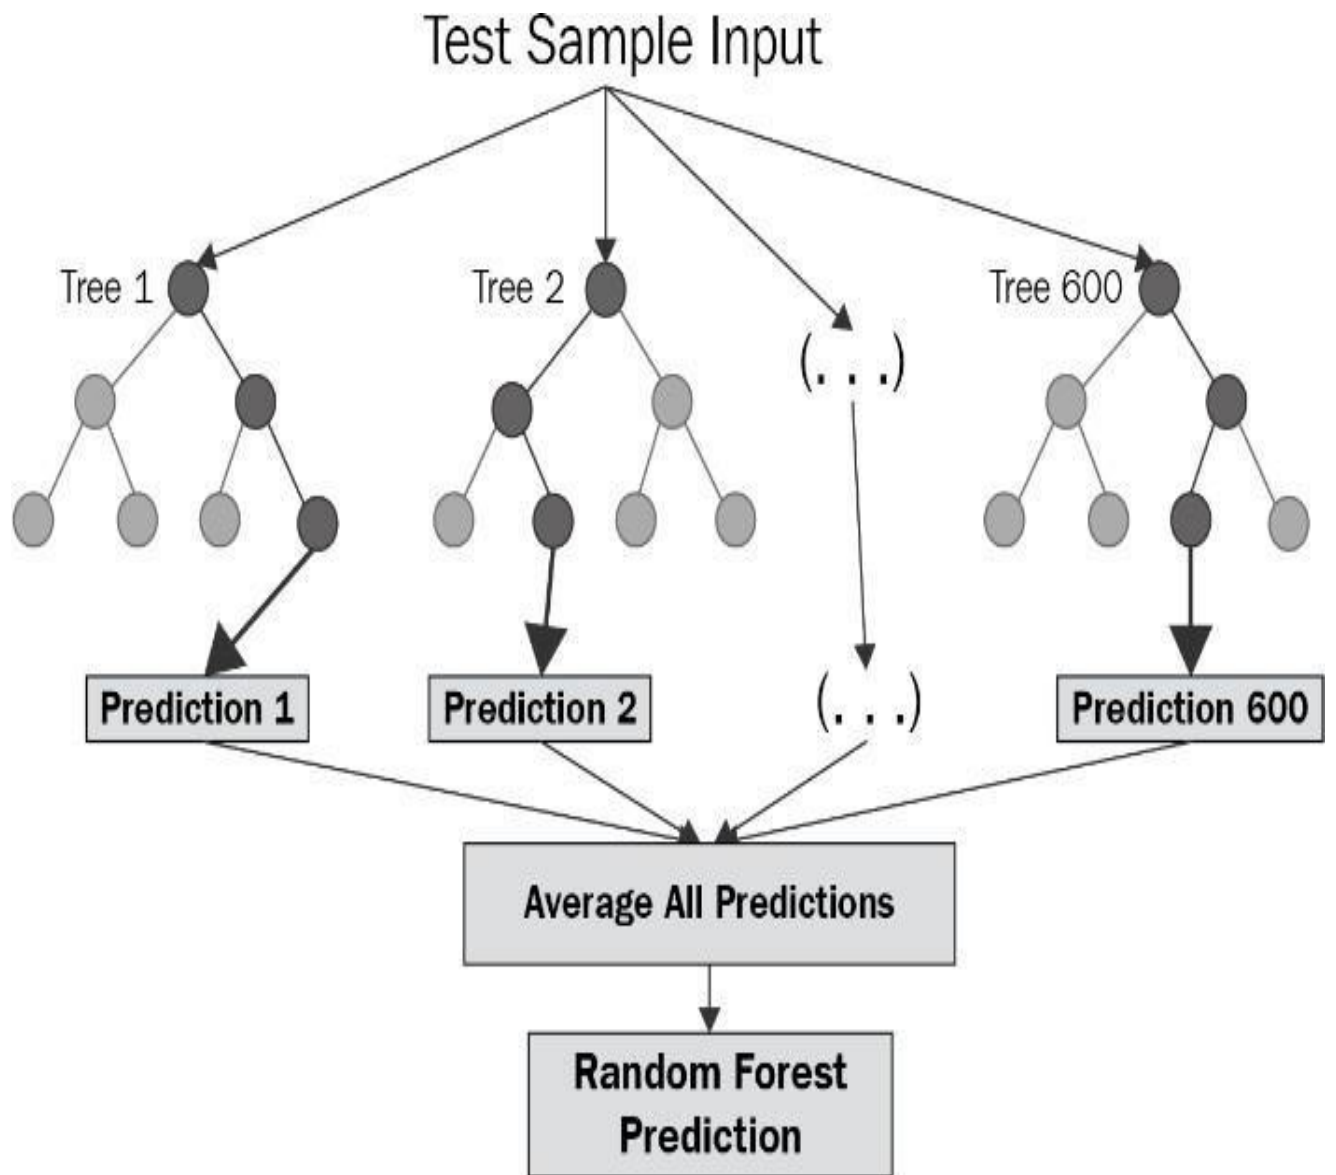 Test Sample Input
Tree 1
Tree 2
Tree 600
(. . .)
Prediction 1
Prediction 2
(. . .)
Prediction 600
Average All Predictions
Random Forest
Prediction